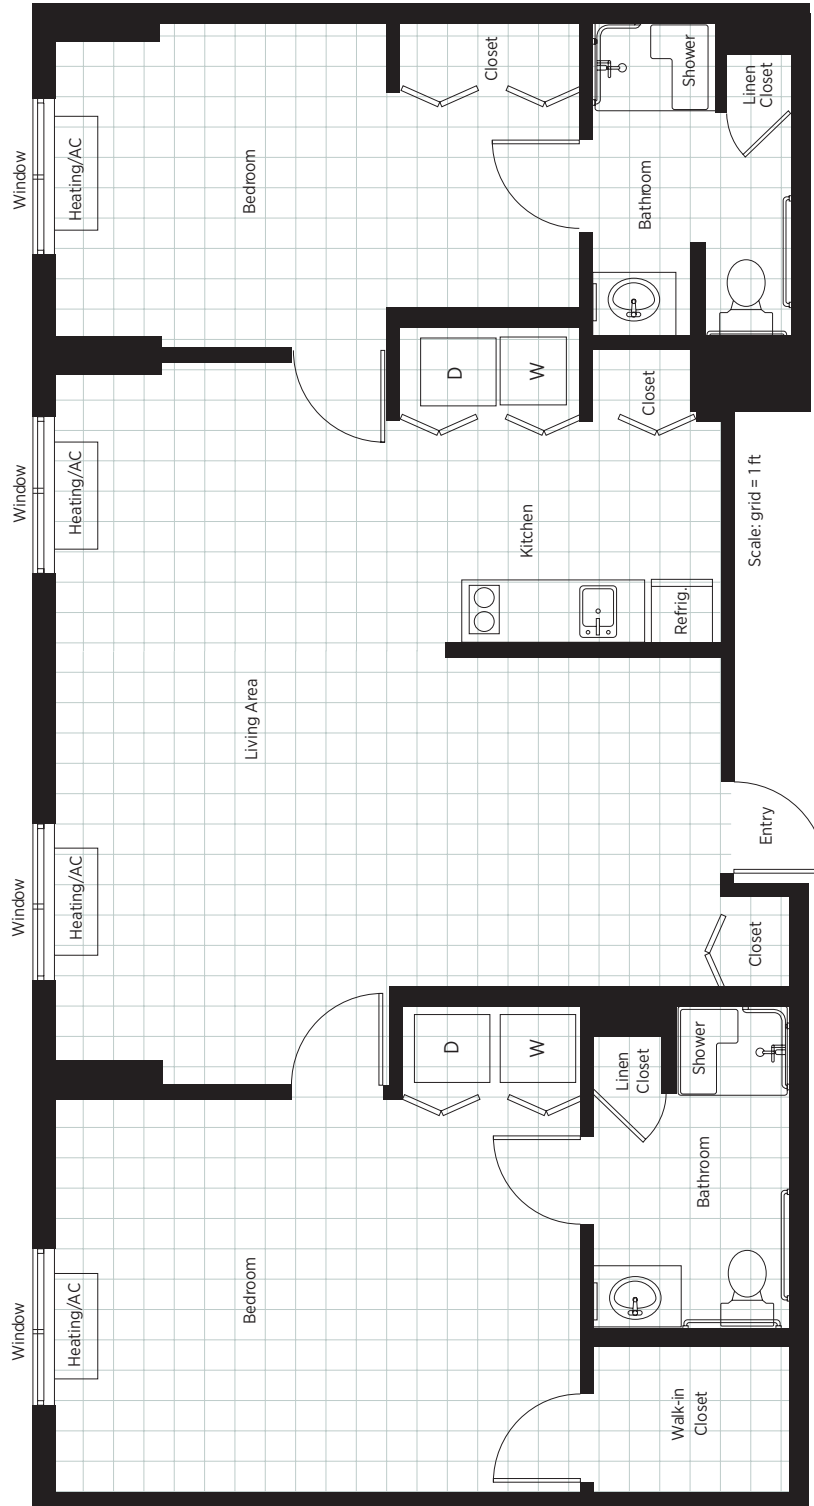 Window
Heating/AC
Bedroom
Closet
Shower
Linen
Closet
Bathroom
D
W
Closet
Window
Heating/AC
Kitchen
Refrig.
Scale: grid = 1 ft
Living Area
Window
Heating/AC
Entry
Closet
D
W
Linen
Closet
Shower
Bathroom
Bedroom
Window
Heating/AC
Walk-in
Closet